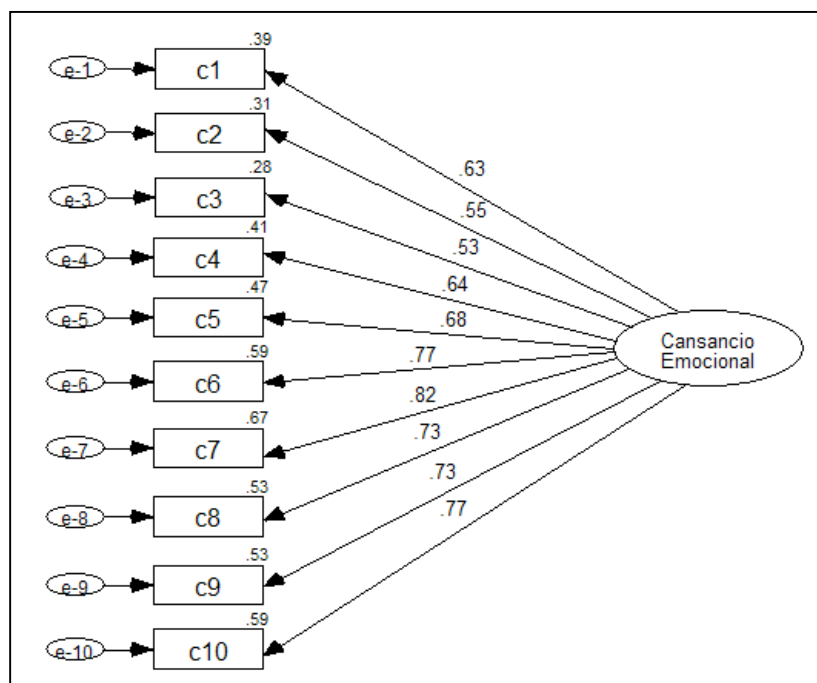 .39
e-1 c1
.31
e-2 c2
.63
.28
e-3 c3
.55
.41
.53
e-4 c4
.64
.47
e-5 c5
.68
Cansancio
Emocional
.59
.77
e-6 c6
.82
.67
e-7 c7
.73
.53
e-8 c8
.73
.53
.77
e-9 c9
.59
e-10 c10